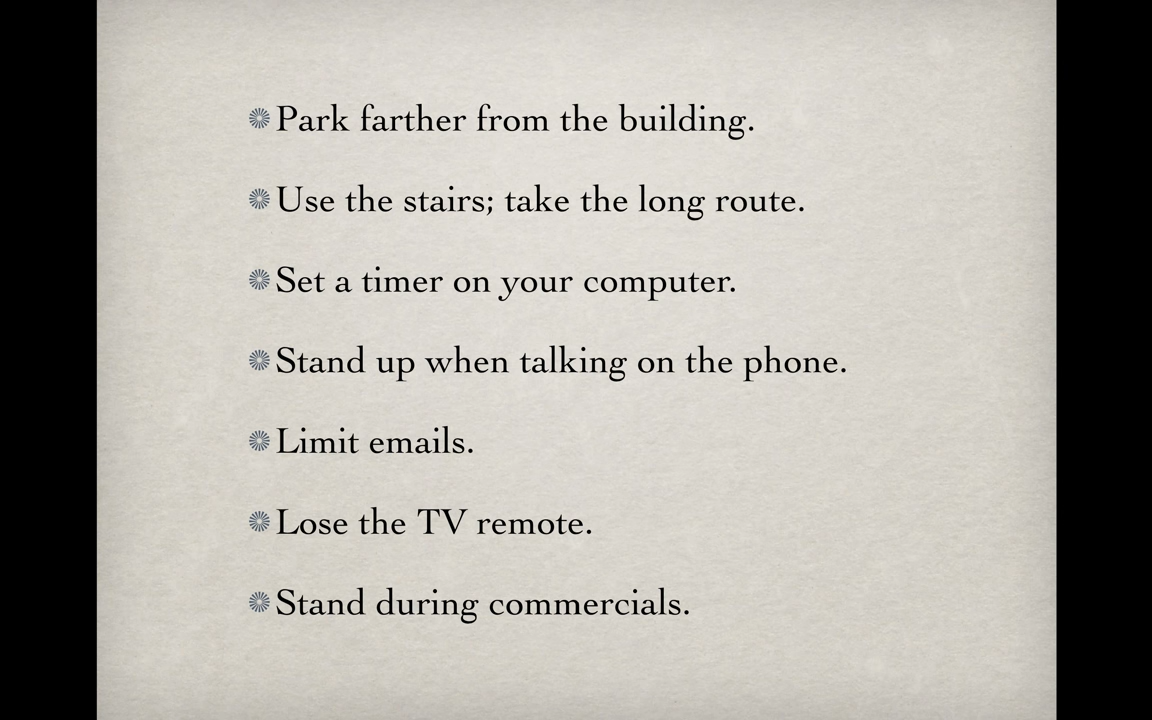 Park farther from the building.
Use the stairs; take the long route.
Set a timer on your computer.
Stand up when talking on the phone.
Limit emails.
Lose the TV remote.
Stand during commercials.